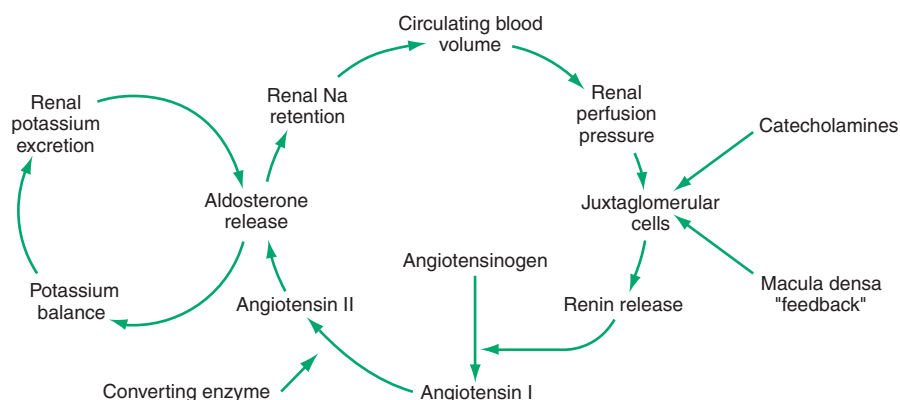 Circulating blood
volume
Renal Na
retention
Renal
perfusion
pressure
Renal
potassium
excretion
Catecholamines
Aldosterone
release
Juxtaglomerular
cells
Angiotensinogen
Potassium
balance
Angiotensin II
Renin release
Macula densa
"feedback"
Converting enzyme
Angiotensin I